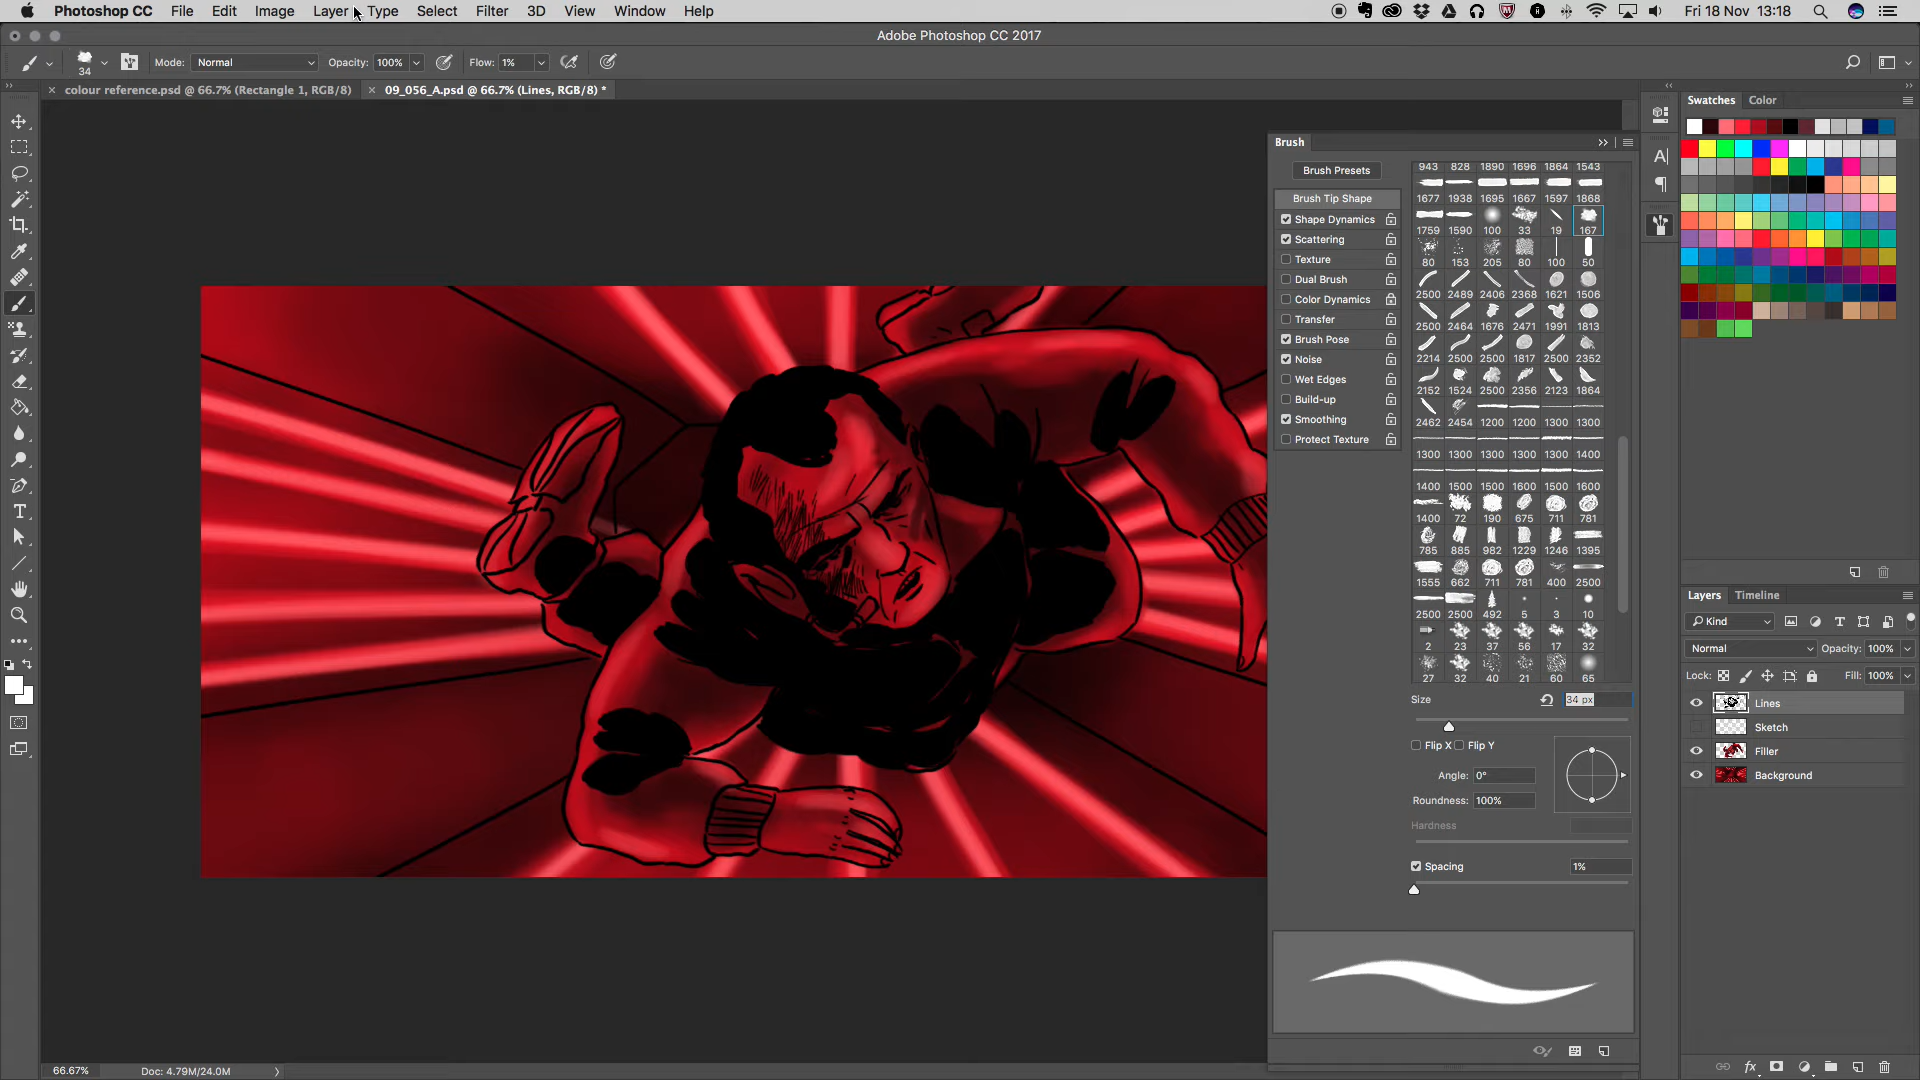 Photoshop CC File Edit Image Layer Type Select Filter 3D View Window Help Fri 18 Nov 13:18
Adobe Photoshop CC 2017
34 Mode: Normal Opacity: 100% Flow: 1%
colour reference.psd @ 66.7% (Rectangle 1, RGB/8) 09_056_A.psd @ 66.7% (Lines, RGB/8) *
Swatches Color
Brush
Brush Presets
Brush Tip Shape
Shape Dynamics
Scattering
Texture
Dual Brush
Color Dynamics
Transfer
Brush Pose
Noise
Wet Edges
Build-up
Smoothing
Protect Texture
943 828 1890 1696 1864 1543
1677 1938 1695 1667 1597 1868
1759 1590 100 33 19 167
80 153 205 80 100 50
2500 2489 2406 2368 1621 1506
2500 2464 1676 2471 1991 1813
2214 2500 2500 1817 2500 2352
2152 1524 2500 2356 2123 1864
2462 2454 1200 1200 1300 1300
1300 1300 1300 1300 1300 1400
1400 1500 1500 1600 1500 1600
1400 72 190 675 711 781
785 885 982 1229 1246 1395
1555 662 711 781 400 2500
2500 2500 492 5 3 10
2 23 37 56 17 32
27 32 40 21 60 65
Size 34 px
Flip X Flip Y
Angle: 0°
Roundness: 100%
Hardness
Spacing 1%
Layers Timeline
Kind
Normal Opacity: 100%
Lock: Fill: 100%
Lines
Sketch
Filler
Background
66.67% Doc: 4.79M/24.0M